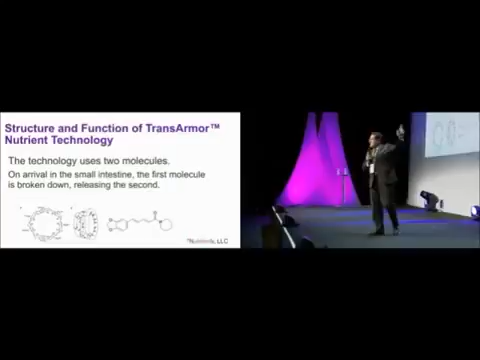 Structure and Function of TransArmor™
Nutrient Technology
The technology uses two molecules.
On arrival in the small intestine, the first molecule
is broken down, releasing the second.